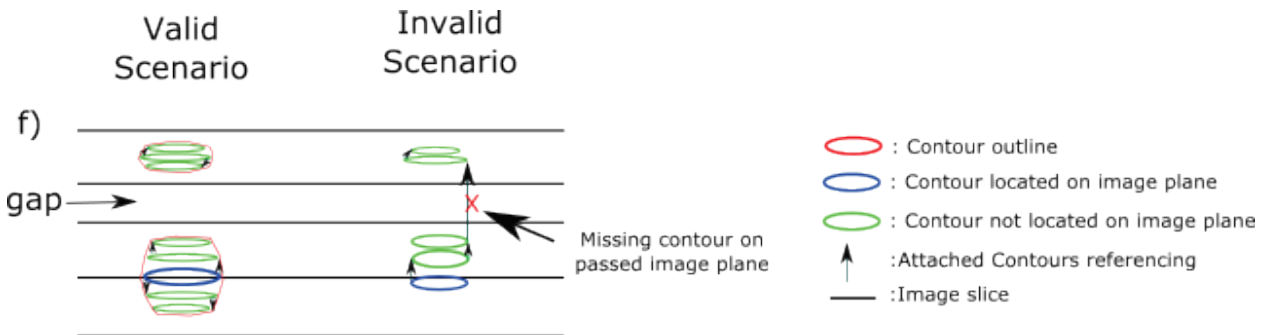 Valid
Scenario
Invalid
Scenario
f)
gap
Missing contour on
passed image plane
: Contour outline
: Contour located on image plane
: Contour not located on image plane
:Attached Contours referencing
:Image slice